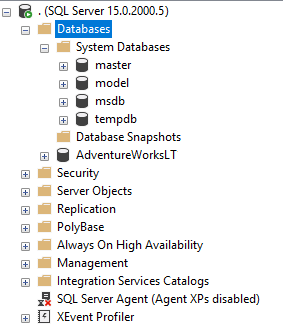 . (SQL Server 15.0.2000.5)
Databases
System Databases
master
model
msdb
tempdb
Database Snapshots
AdventureWorksLT
Security
Server Objects
Replication
PolyBase
Always On High Availability
Management
Integration Services Catalogs
SQL Server Agent (Agent XPs disabled)
XEvent Profiler